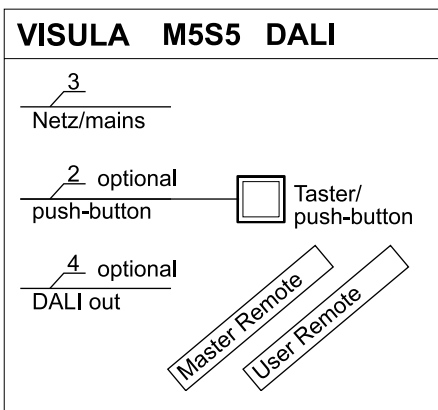 VISULA M5S5 DALI
3
Netz/mains
2 optional
push-button
Taster/
push-button
4 optional
DALI out
Master Remote
User Remote